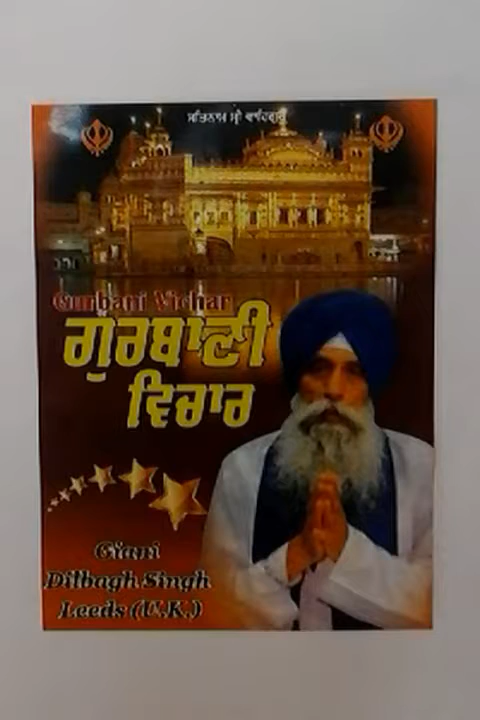 ਸਤਿਨਾਮ ਸ੍ਰੀ ਵਾਹਿਗੁਰੂ
Gurbani Vichar
ਗੁਰਬਾਣੀ
ਵਿਚਾਰ
Giani
Dilbagh Singh
Leeds (U.K.)